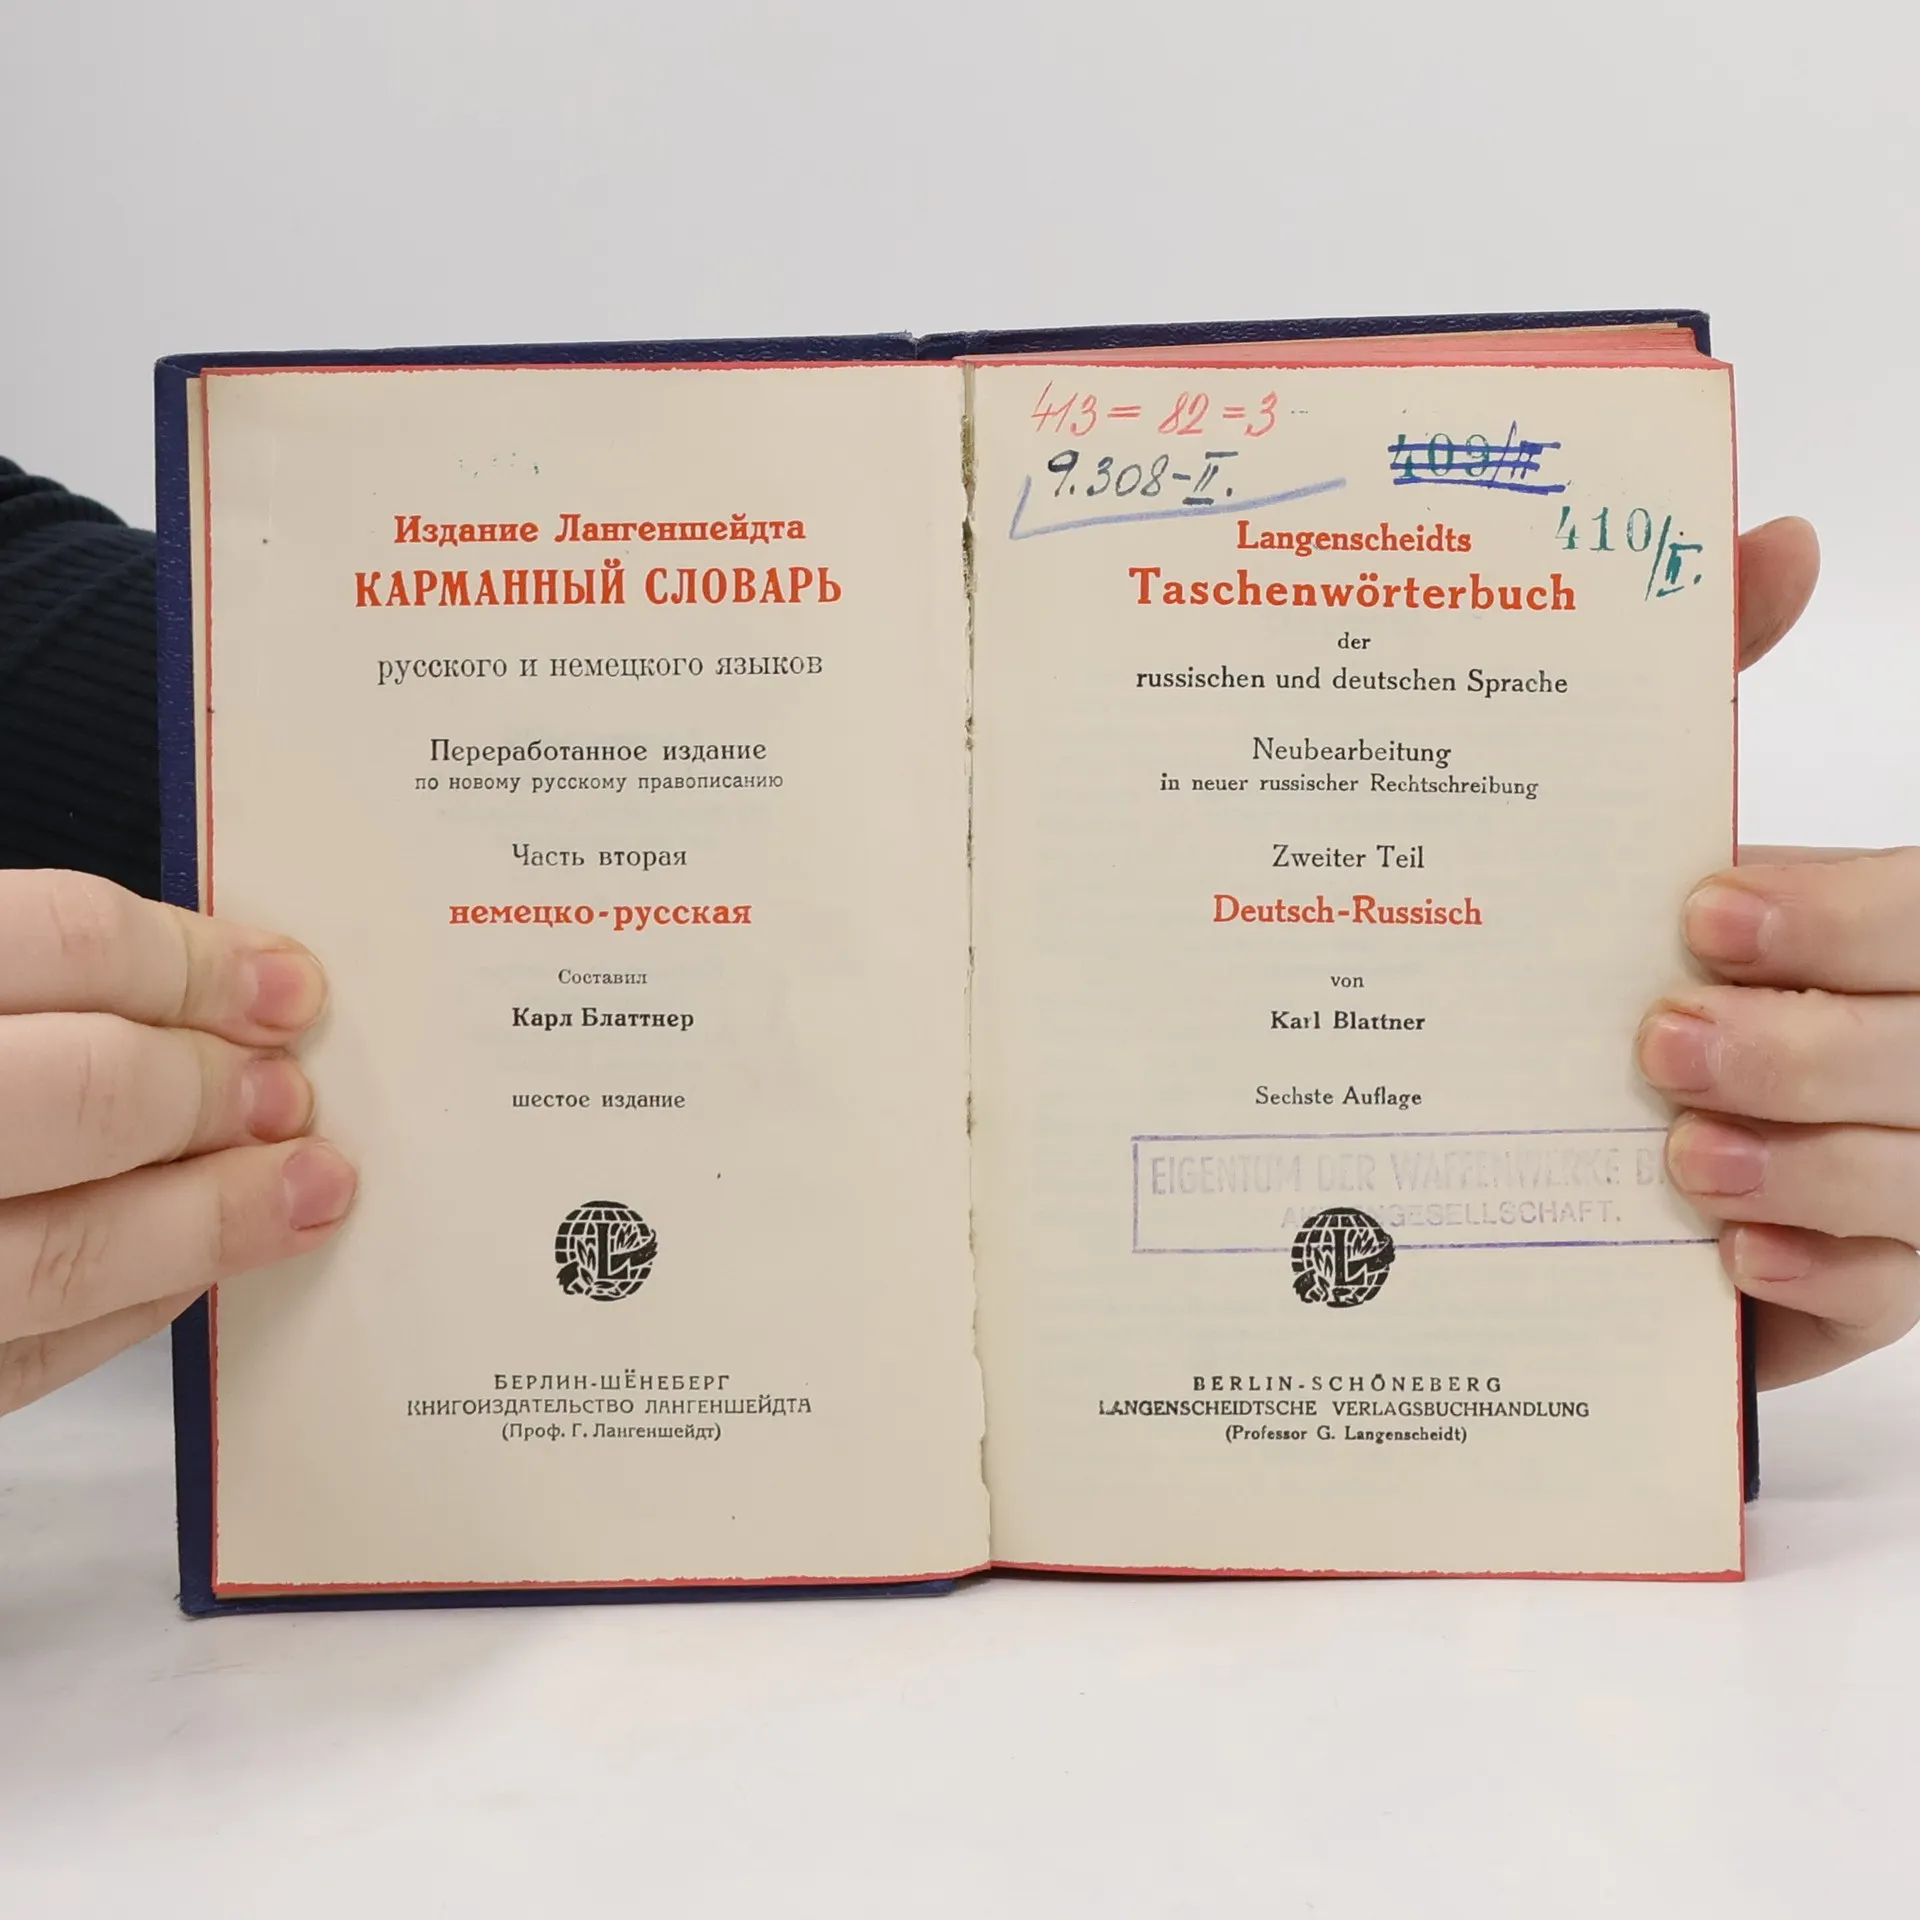 Издание Лангеншейдта
КАРМАННЫЙ СЛОВАРЬ
русского и немецкого языков
Переработанное издание
по новому русскому правописанию
Часть вторая
немецко-русская
Составил
Карл Блаттнер
шестое издание
L
БЕРЛИН-ШЁНЕБЕРГ
КНИГОИЗДАТЕЛЬСТВО ЛАНГЕНШЕЙДТА
(Проф. Г. Лангеншейдт)
413 = 82 = 3
9.308-II.
410/II.
Langenscheidts
Taschenwörterbuch
der
russischen und deutschen Sprache
Neubearbeitung
in neuer russischer Rechtschreibung
Zweiter Teil
Deutsch-Russisch
von
Karl Blattner
Sechste Auflage
EIGENTUM DER WAFFENWERKE
AKTIENGESELLSCHAFT.
L
BERLIN-SCHÖNEBERG
LANGENSCHEIDTSCHE VERLAGSBUCHHANDLUNG
(Professor G. Langenscheidt)